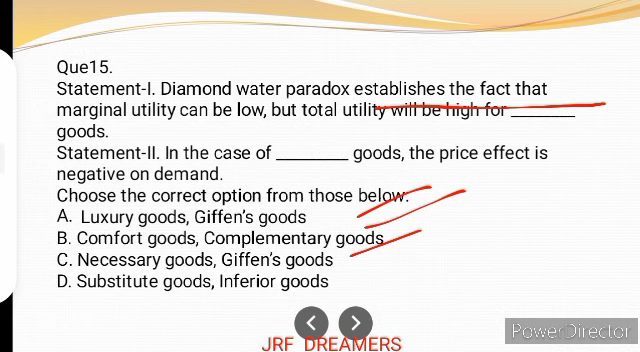 Que15.
Statement-I. Diamond water paradox establishes the fact that
marginal utility can be low, but total utility will be high for ________
goods.
Statement-II. In the case of _________ goods, the price effect is
negative on demand.
Choose the correct option from those below.
A. Luxury goods, Giffen's goods
B. Comfort goods, Complementary goods
C. Necessary goods, Giffen's goods
D. Substitute goods, Inferior goods
JRF DREAMERS
PowerDirector